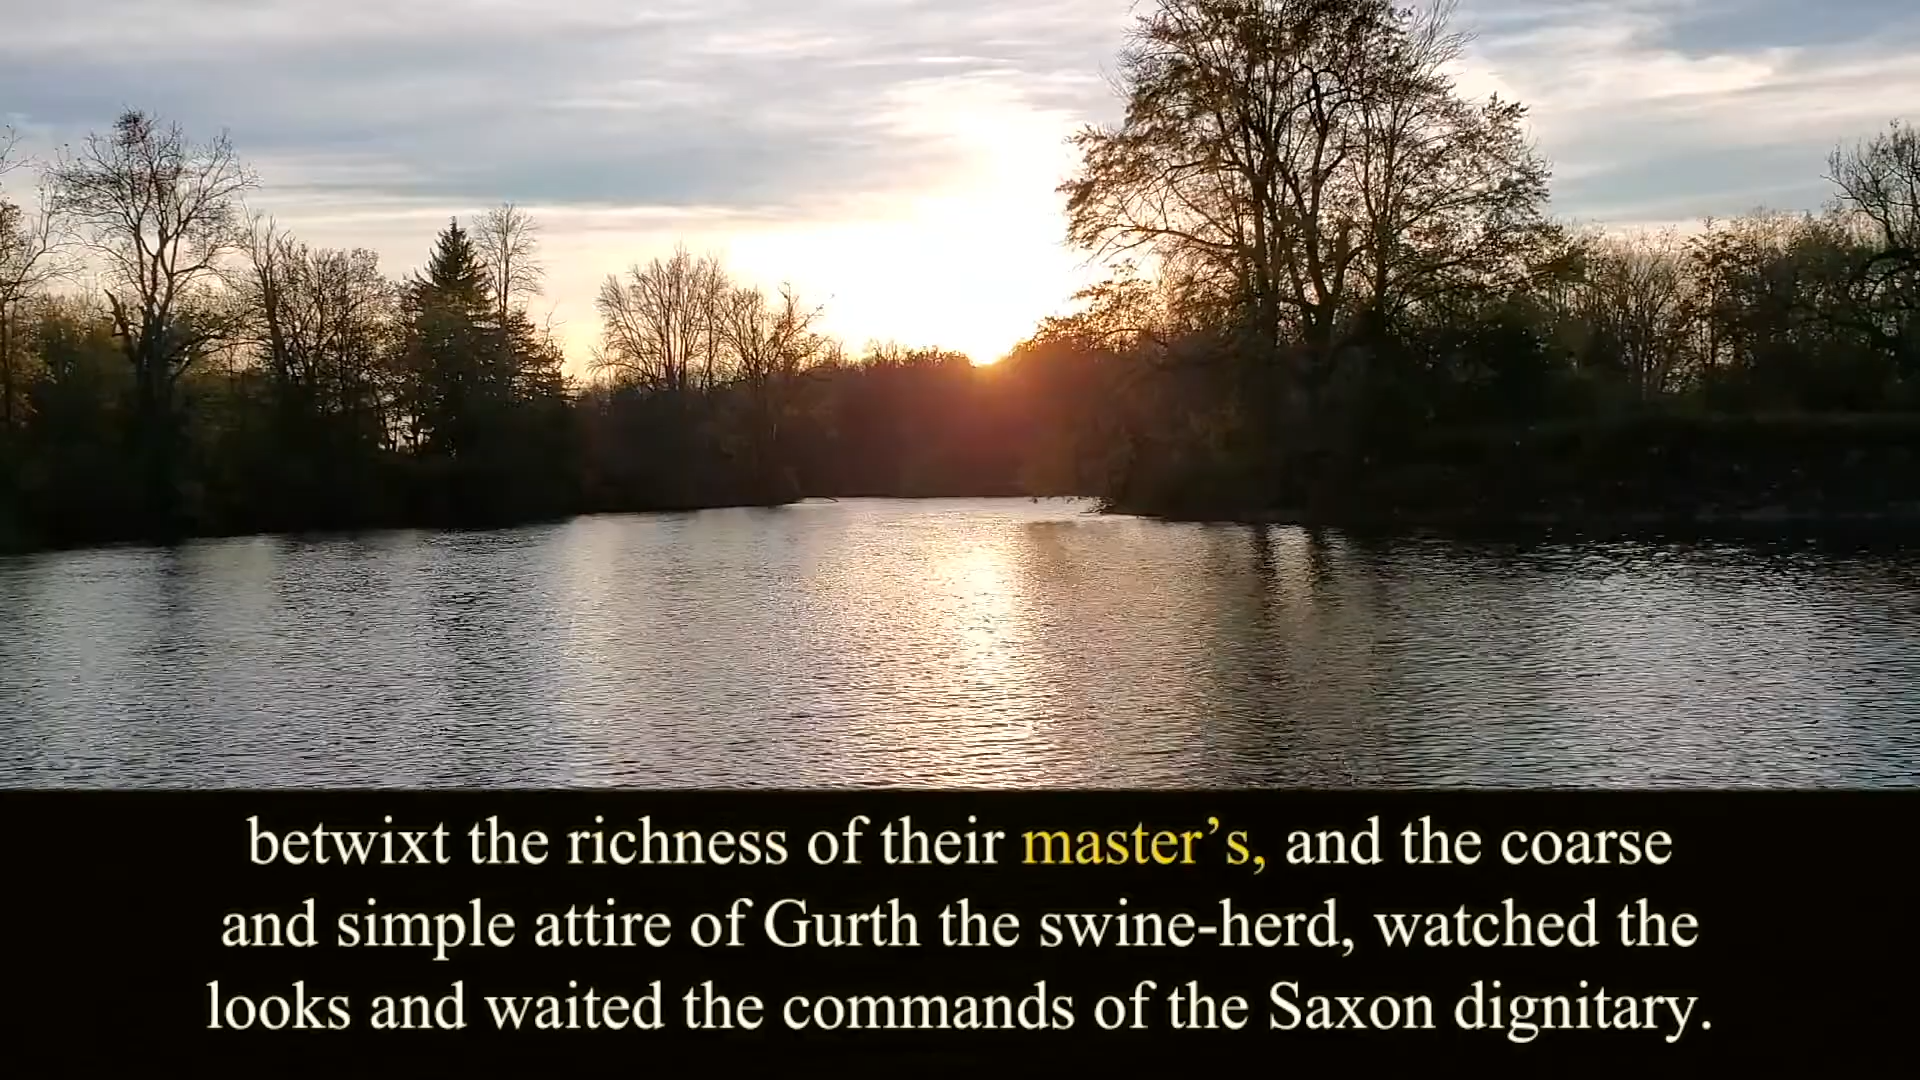 betwixt the richness of their master’s, and the coarse
and simple attire of Gurth the swine-herd, watched the
looks and waited the commands of the Saxon dignitary.